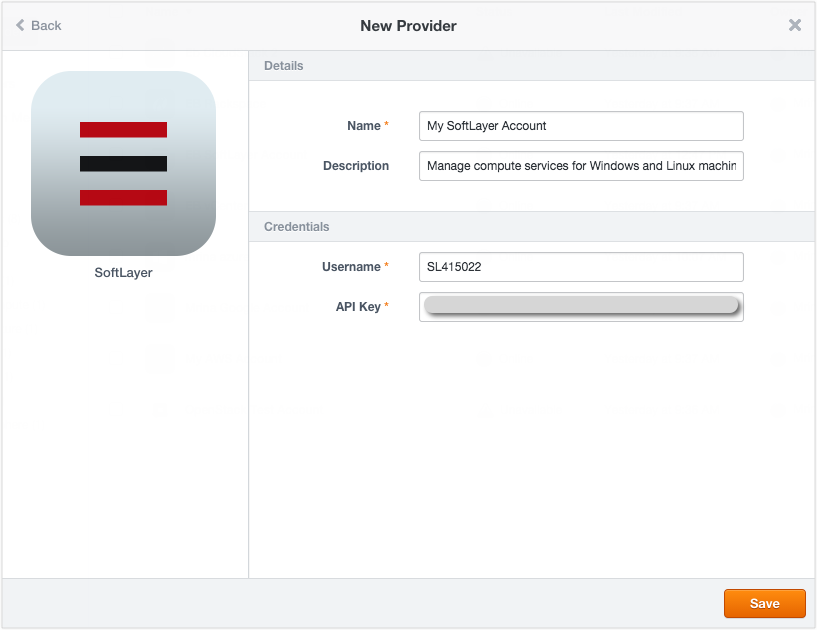 Back
New Provider
Details
Name *
My SoftLayer Account
Description
Manage compute services for Windows and Linux machin
Credentials
Username *
SL415022
API Key *
SoftLayer
Save